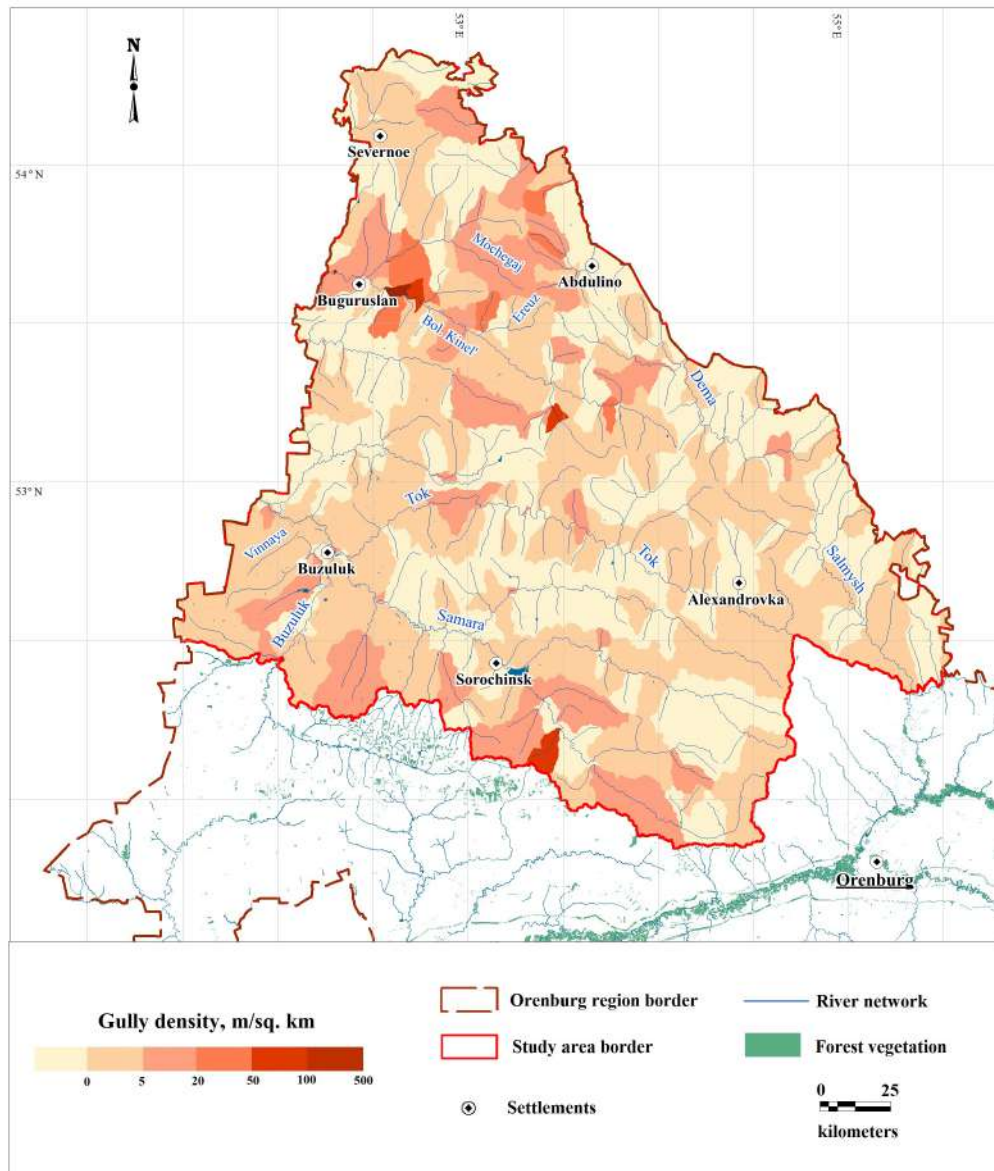 53°E
55°E
N
Severnoe
54°N
Mochegaj
Abdulino
Buguruslan
Ereuz
Bol. Kinel'
Dema
53°N
Tok
Vinnaya
Buzuluk
Tok
Salmysh
Alexandrovka
Buzuluk
Samara
Sorochinsk
Orenburg
Gully density, m/sq. km
0 5 20 50 100 500
Orenburg region border
River network
Study area border
Forest vegetation
Settlements
0 25
kilometers